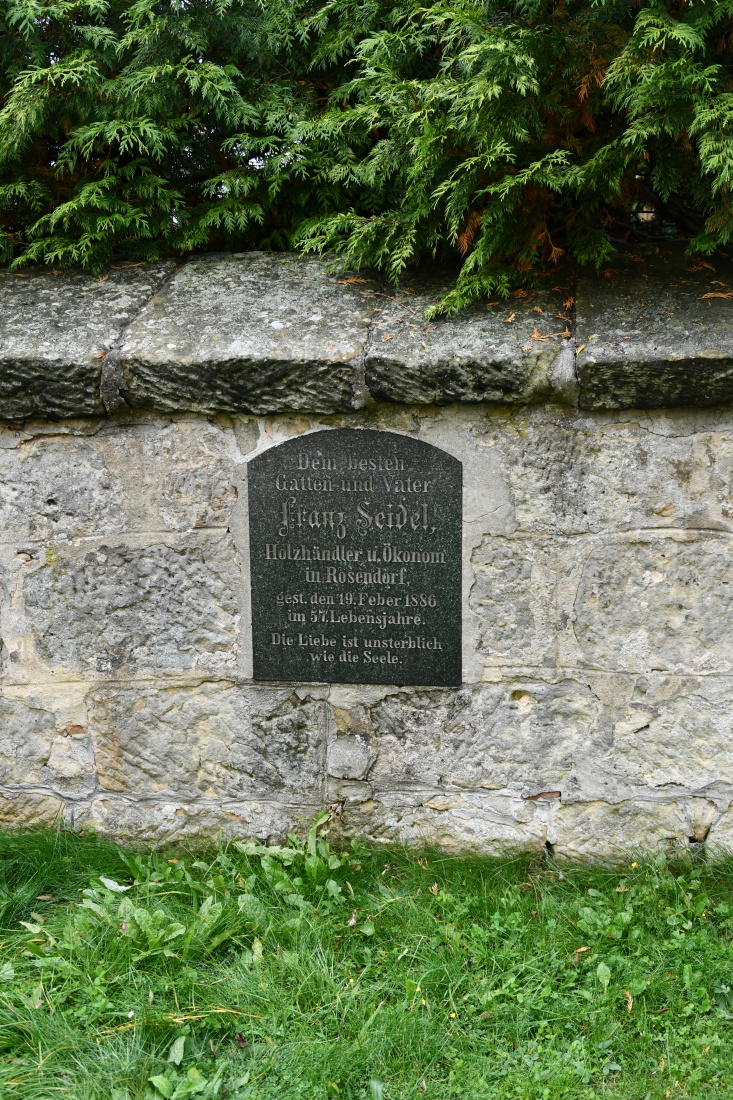 Dem besten
Gatten und Vater
Franz Seidel,
Holzhändler u. Ökonom
in Rosendorf,
gest. den 19. Feber 1886
im 57. Lebensjahre.
Die Liebe ist unsterblich
wie die Seele.